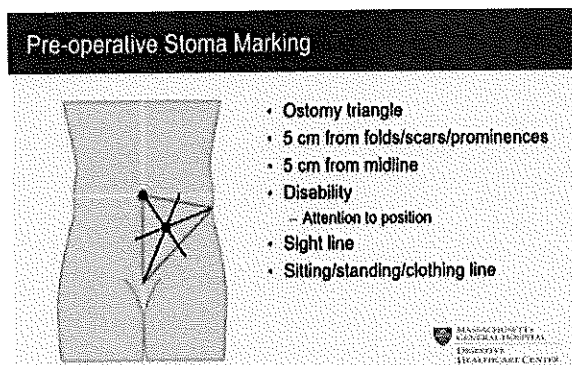 Pre-operative Stoma Marking
• Ostomy triangle
• 5 cm from folds/scars/prominences
• 5 cm from midline
• Disability
– Attention to position
• Sight line
• Sitting/standing/clothing line
MASSACHUSETTS
GENERAL HOSPITAL
DIGESTIVE
HEALTHCARE CENTER